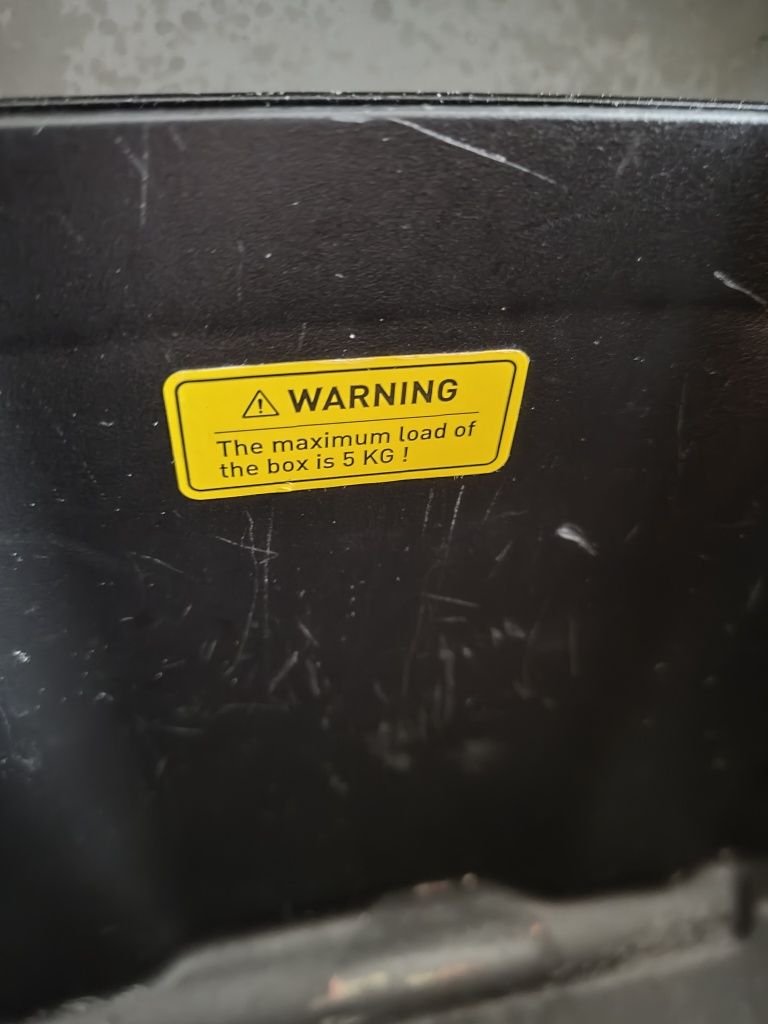 WARNING
The maximum load of
the box is 5 KG !